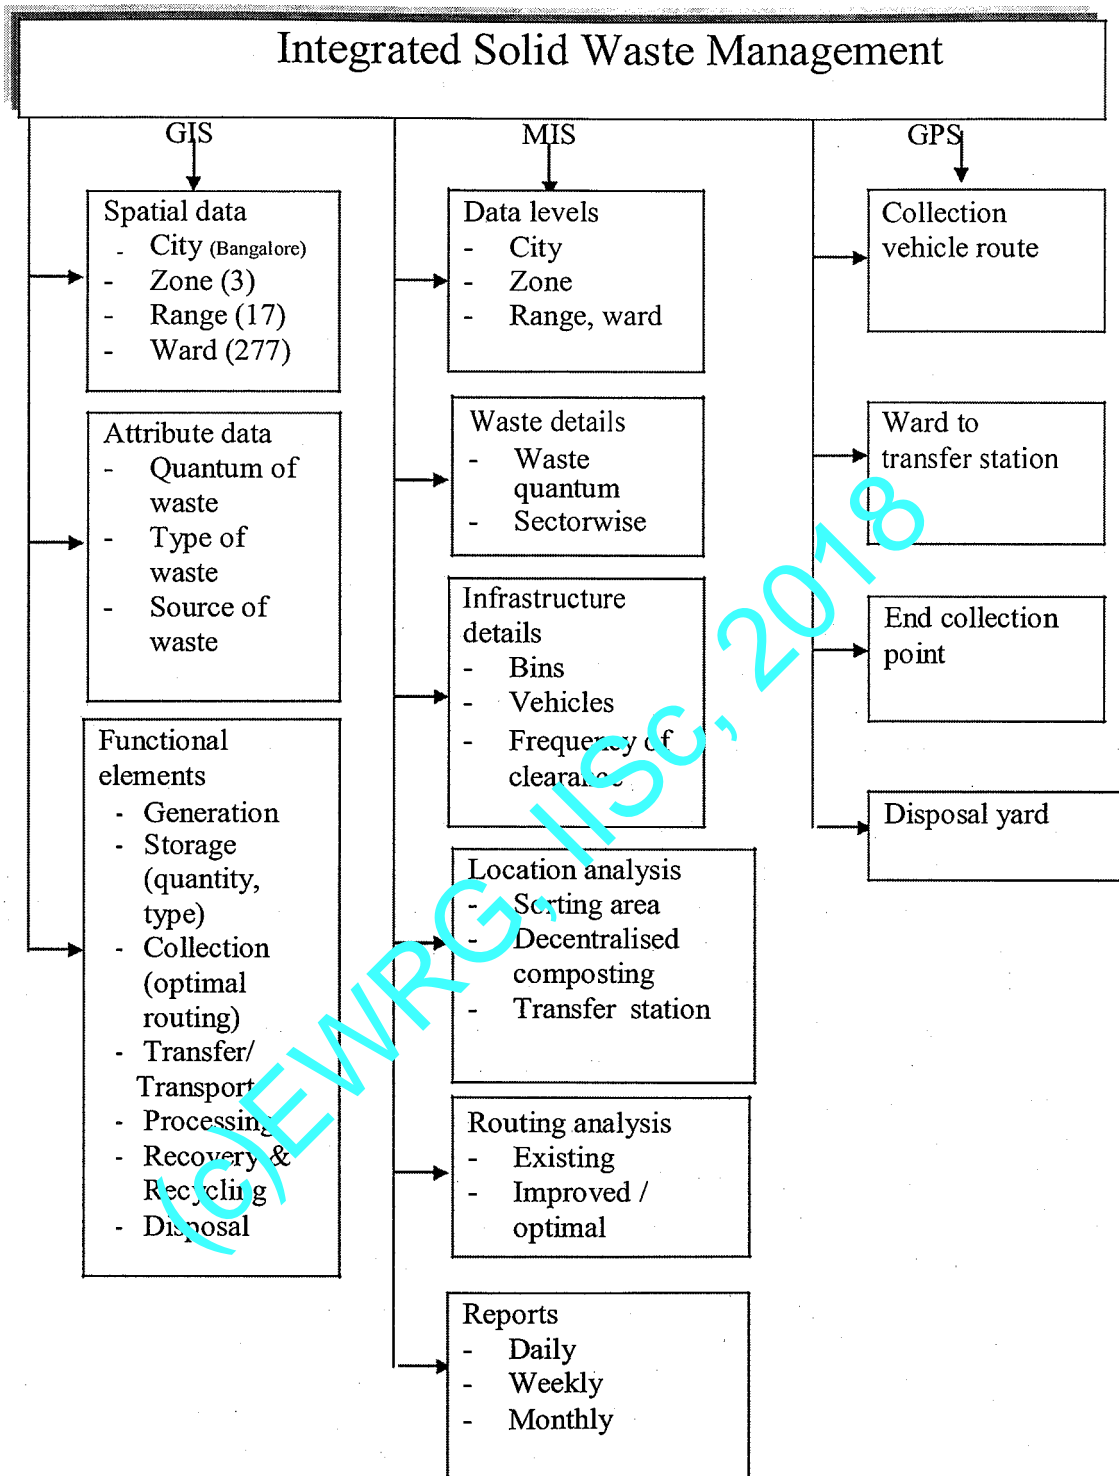 Integrated Solid Waste Management
GIS
Spatial data
- City (Bangalore)
- Zone (3)
- Range (17)
- Ward (277)
Attribute data
- Quantum of
waste
- Type of
waste
- Source of
waste
Functional
elements
- Generation
- Storage
(quantity,
type)
- Collection
(optimal
routing)
- Transfer/
Transport
- Processing
- Recovery &
Recycling
- Disposal
MIS
Data levels
- City
- Zone
- Range, ward
Waste details
- Waste
quantum
- Sectorwise
Infrastructure
details
- Bins
- Vehicles
- Frequency of
clearance
Location analysis
- Sorting area
- Decentralised
composting
- Transfer station
Routing analysis
- Existing
- Improved /
optimal
Reports
- Daily
- Weekly
- Monthly
GPS
Collection
vehicle route
Ward to
transfer station
End collection
point
Disposal yard
(c)EWRG, IISc, 2018